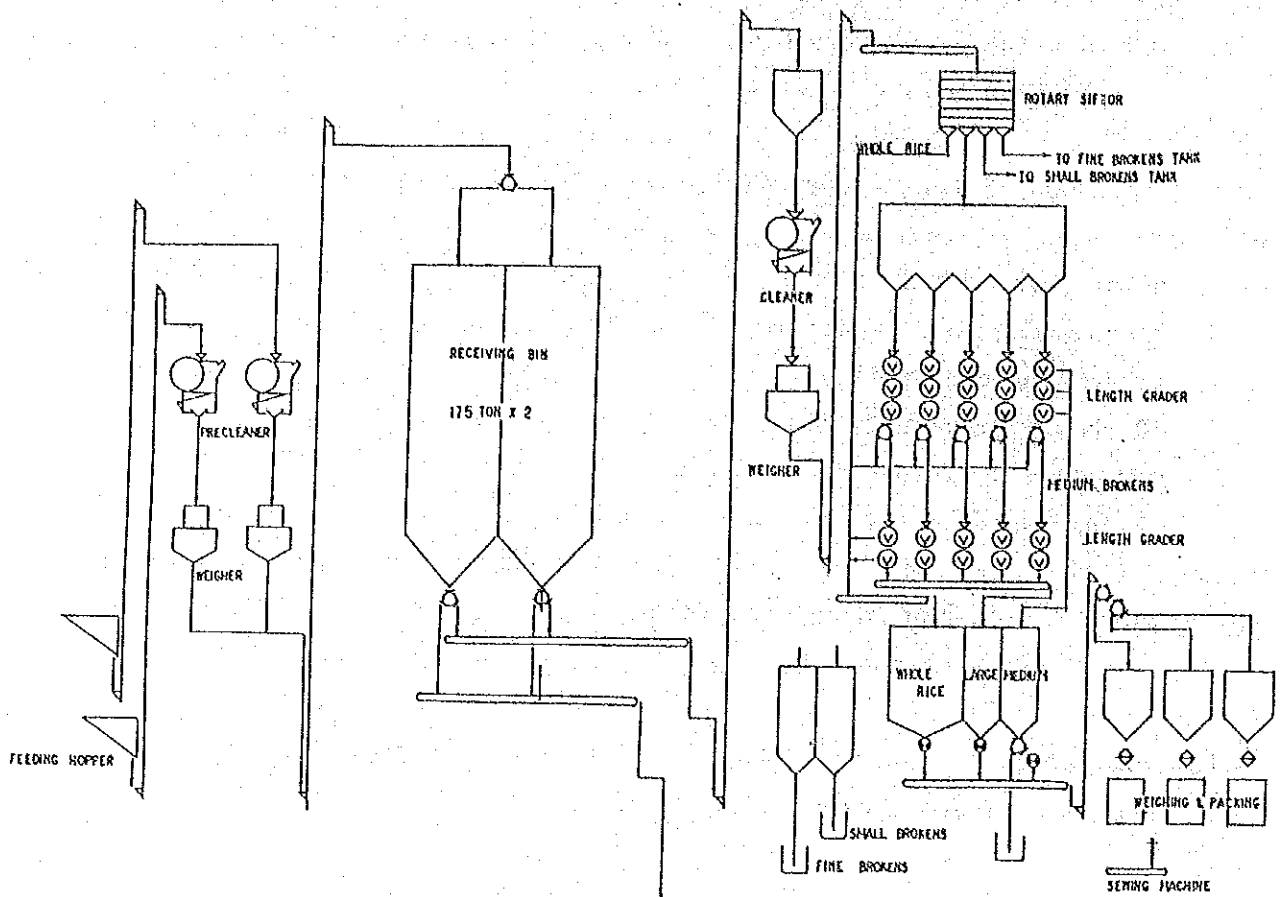 ROTARY SIFTOR
WHOLE RICE
TO FINE BROKENS TANK
TO SMALL BROKENS TANK
CLEANER
RECEIVING BIN
175 TON X 2
LENGTH GRADER
PRECLEANER
WEIGHER
MEDIUM BROKENS
LENGTH GRADER
WEIGHER
WHOLE
RICE
LARGE
MEDIUM
FEEDING HOPPER
WEIGHING & PACKING
SMALL BROKENS
FINE BROKENS
SEWING MACHINE